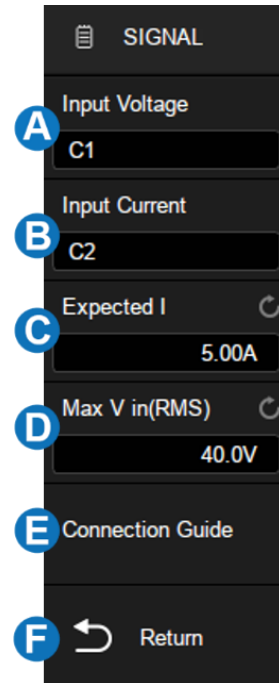 SIGNAL
A
Input Voltage
C1
B
Input Current
C2
C
Expected I
5.00A
D
Max V in(RMS)
40.0V
E
Connection Guide
F
Return